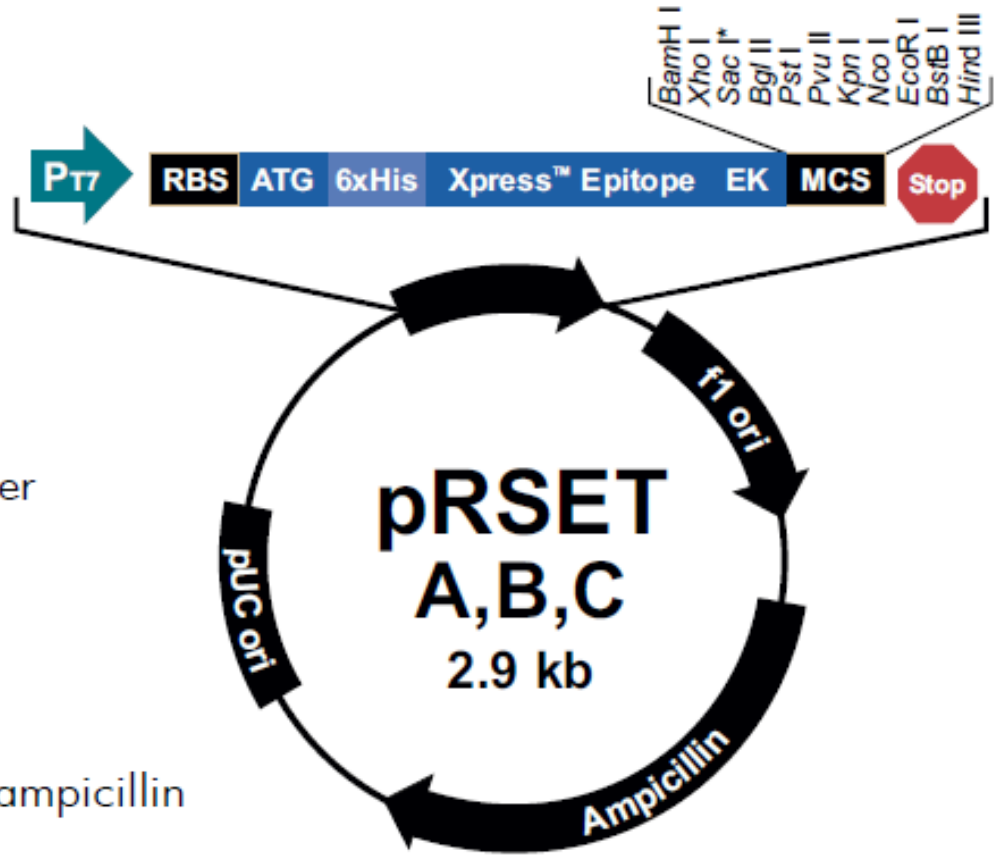 BamH I
Xho I
Sac I*
Bgl II
Pst I
Pvu II
Kpn I
Nco I
EcoR I
BstB I
Hind III
PT7 RBS ATG 6xHis Xpress™ Epitope EK MCS Stop
f1 ori
er
pRSET
A,B,C
2.9 kb
pUC ori
Ampicillin
ampicillin